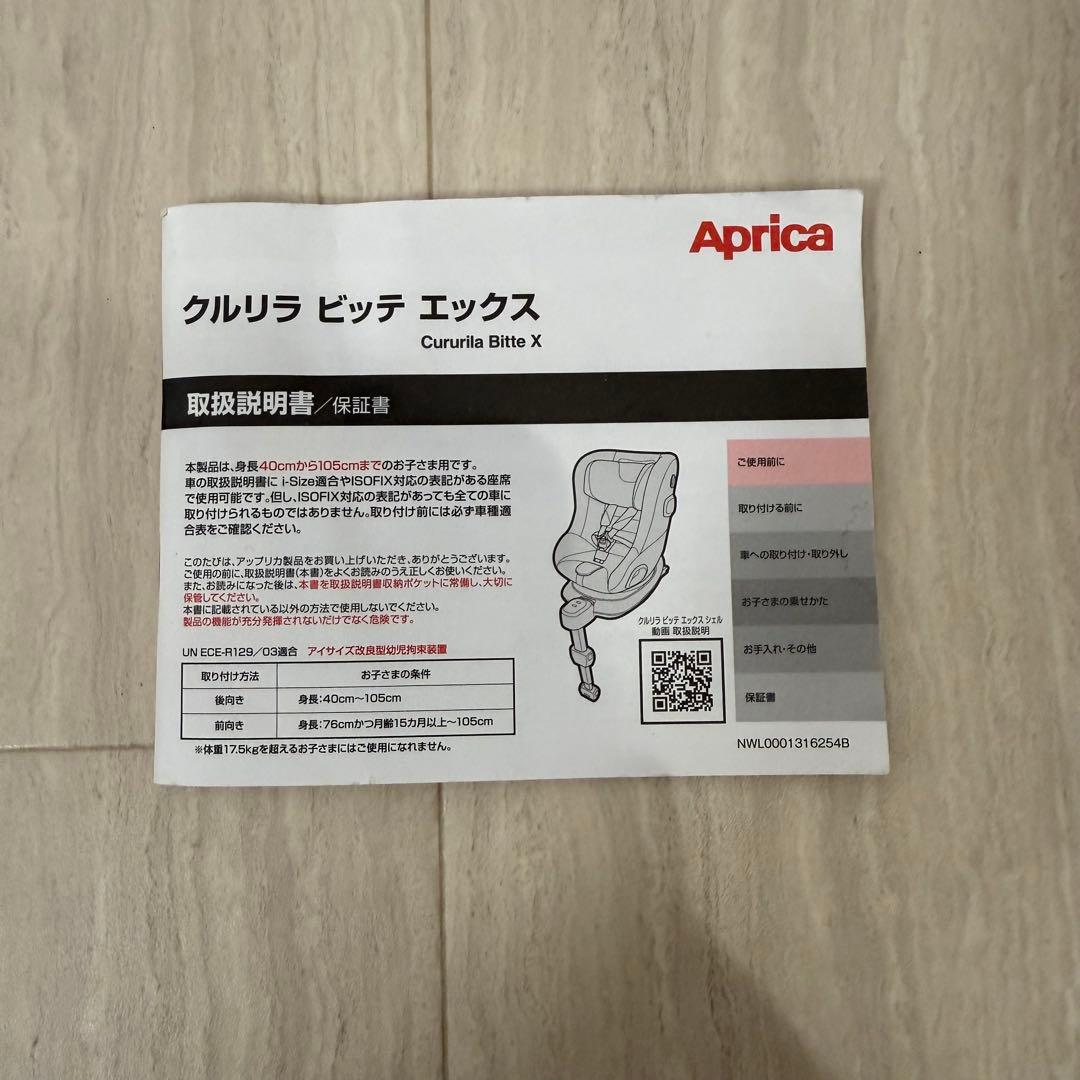 Aprica
クルリラ ビッテ エックス
Cururila Bitte X
取扱説明書／保証書
本製品は、身長40cmから105cmまでのお子さま用です。
車の取扱説明書に i-Size適合やISOFIX対応の表記がある座席
で使用可能です。但し、ISOFIX対応の表記があっても全ての車に
取り付けられるものではありません。取り付け前には必ず車種適
合表をご確認ください。
このたびは、アップリカ製品をお買い上げいただき、ありがとうございます。
ご使用の前に、取扱説明書(本書)をよくお読みのうえ正しくお使いください。
また、お読みになった後は、本書を取扱説明書収納ポケットに常備し、大切に
保管してください。
本書に記載されている以外の方法で使用しないでください。
製品の機能が充分発揮されないだけでなく危険です。
UN ECE-R129／03適合 アイサイズ改良型幼児拘束装置
取り付け方法 お子さまの条件
後向き 身長:40cm〜105cm
前向き 身長:76cmかつ月齢15カ月以上〜105cm
※体重17.5kgを超えるお子さまにはご使用になれません。
クルリラ ビッテ エックス シェル
動画 取扱説明
ご使用前に
取り付ける前に
車への取り付け・取り外し
お子さまの乗せかた
お手入れ・その他
保証書
NWL0001316254B